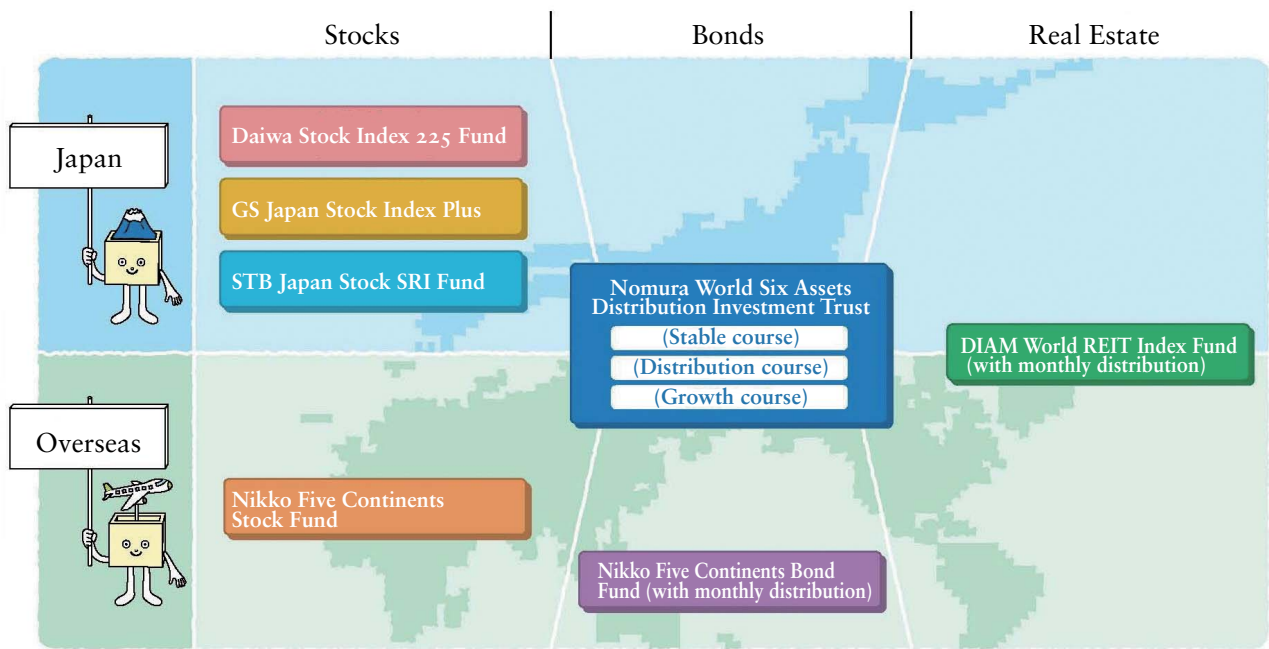 Stocks
Bonds
Real Estate
Japan
Daiwa Stock Index 225 Fund
GS Japan Stock Index Plus
STB Japan Stock SRI Fund
Nomura World Six Assets
Distribution Investment Trust
(Stable course)
(Distribution course)
(Growth course)
DIAM World REIT Index Fund
(with monthly distribution)
Overseas
Nikko Five Continents
Stock Fund
Nikko Five Continents Bond
Fund (with monthly distribution)